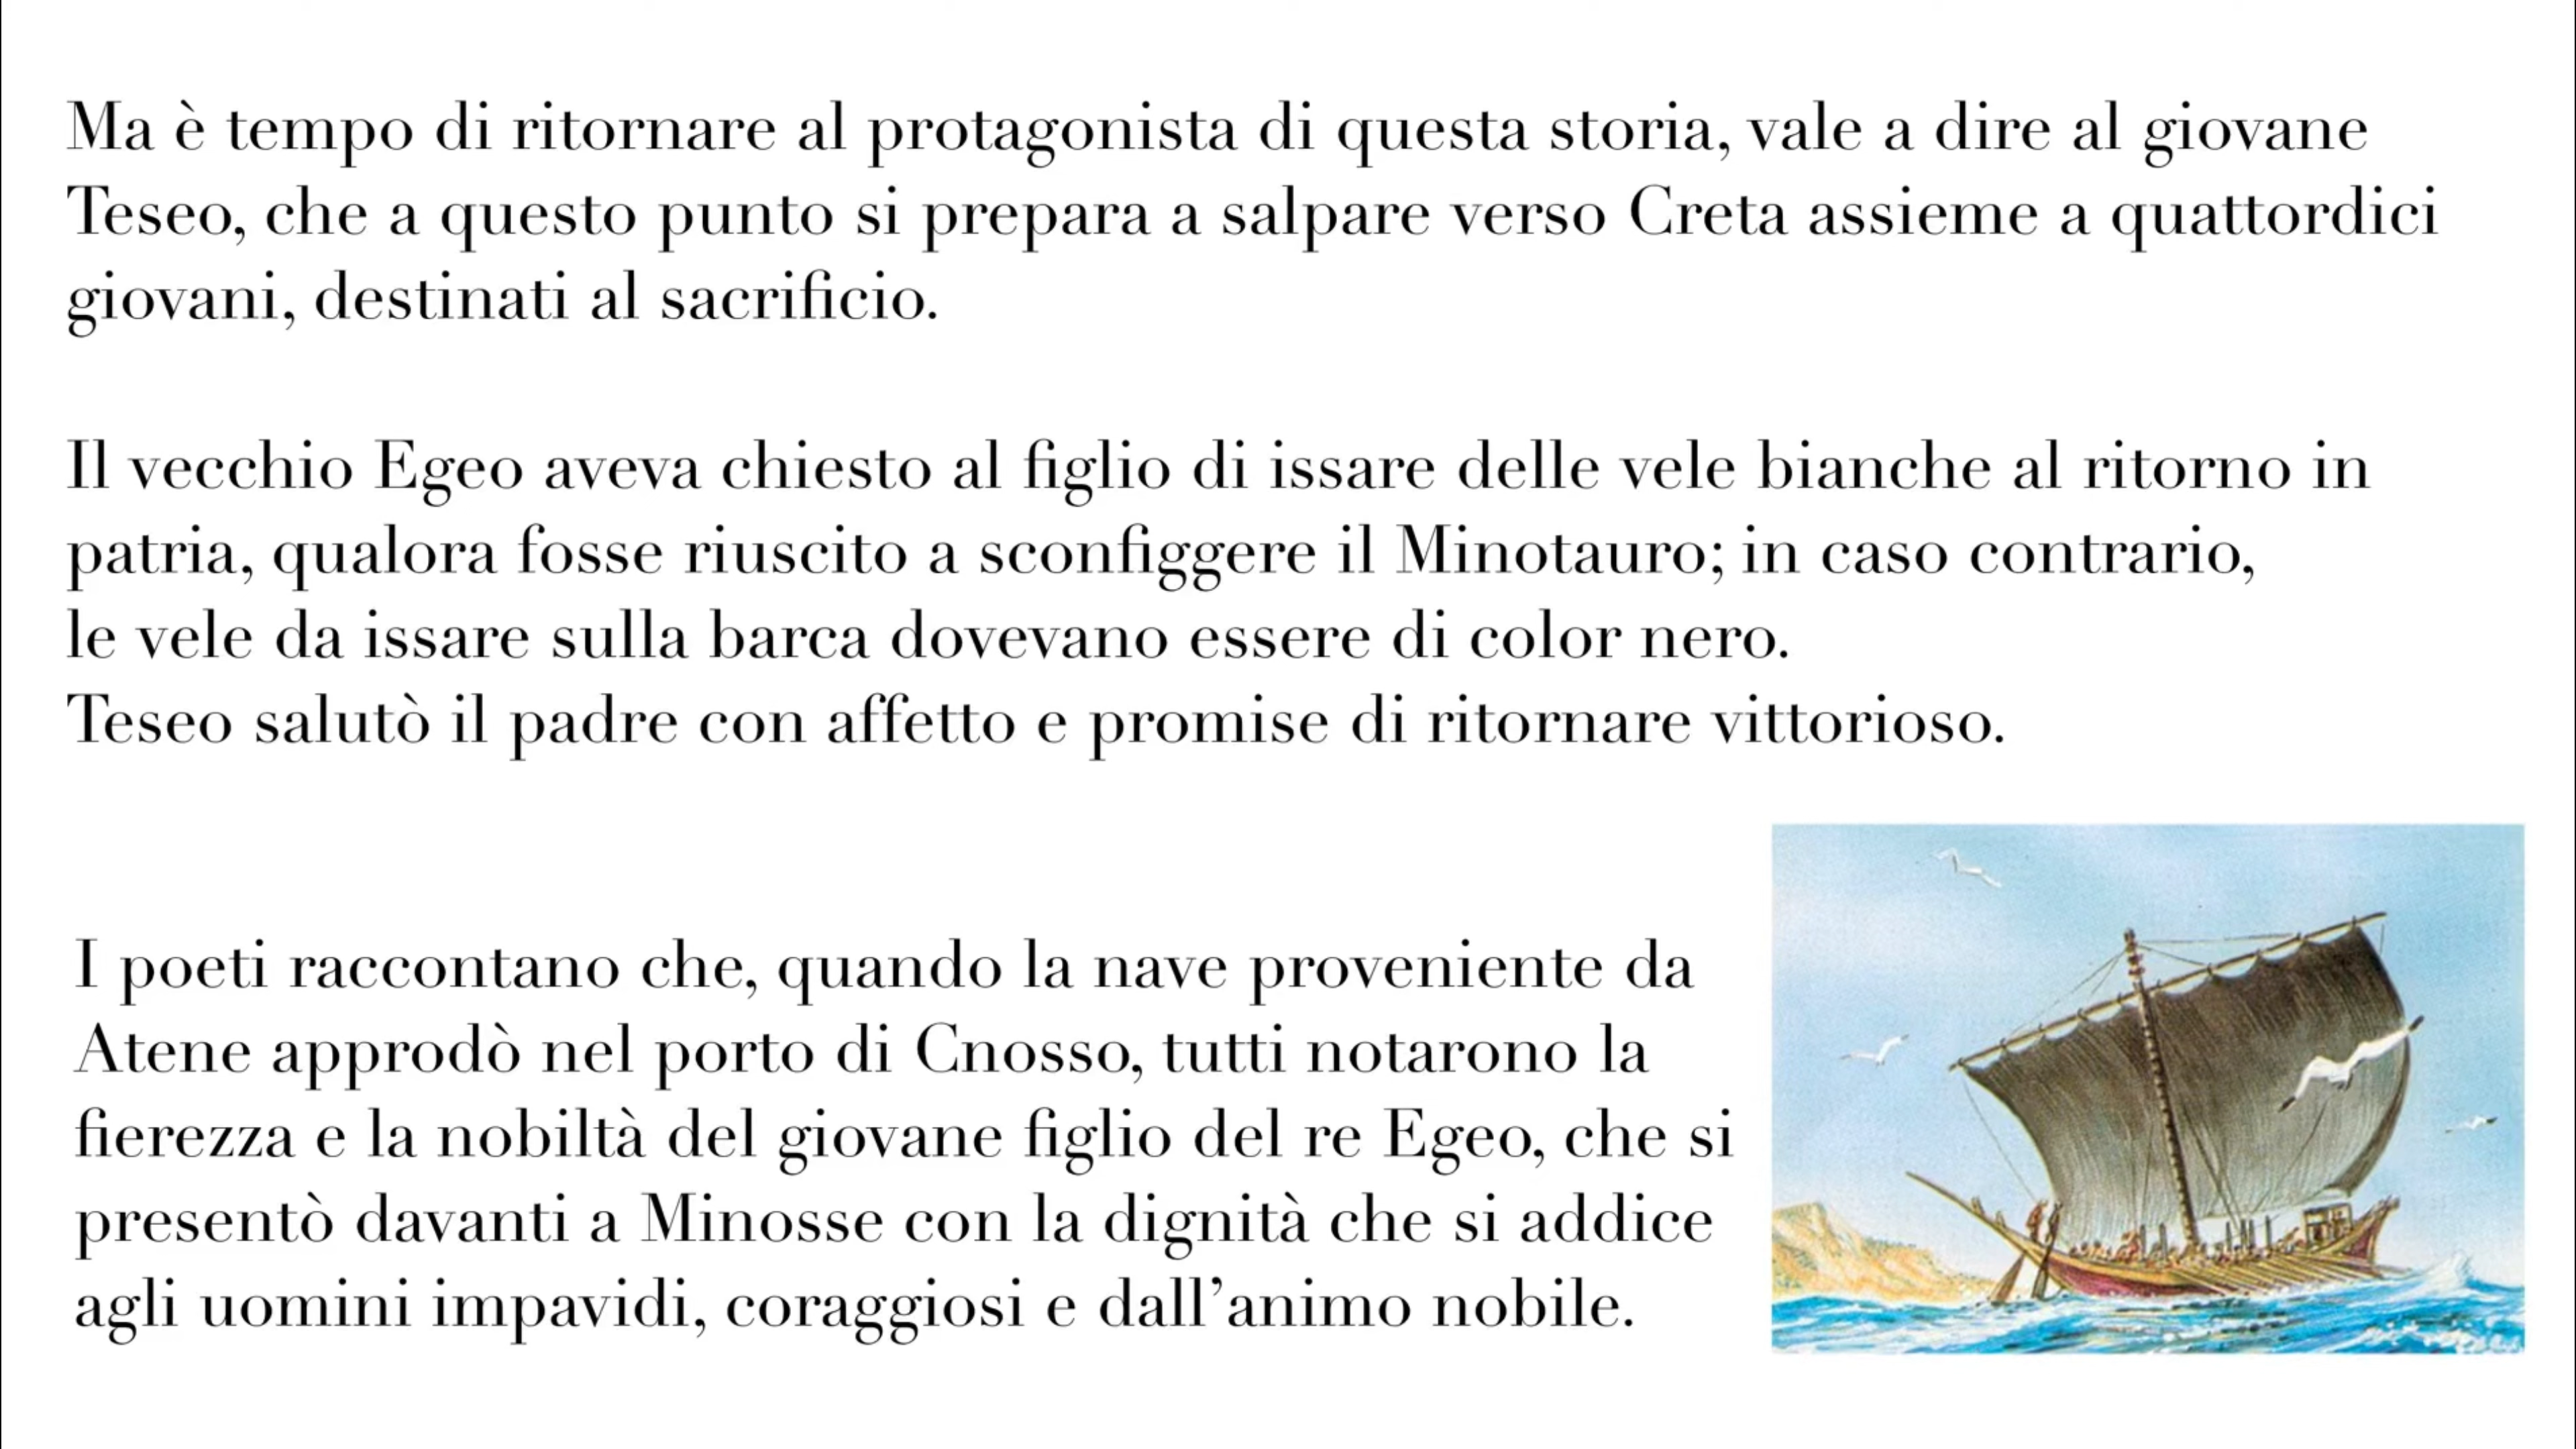 Ma è tempo di ritornare al protagonista di questa storia, vale a dire al giovane
Teseo, che a questo punto si prepara a salpare verso Creta assieme a quattordici
giovani, destinati al sacrificio.
Il vecchio Egeo aveva chiesto al figlio di issare delle vele bianche al ritorno in
patria, qualora fosse riuscito a sconfiggere il Minotauro; in caso contrario,
le vele da issare sulla barca dovevano essere di color nero.
Teseo salutò il padre con affetto e promise di ritornare vittorioso.
I poeti raccontano che, quando la nave proveniente da
Atene approdò nel porto di Cnosso, tutti notarono la
fierezza e la nobiltà del giovane figlio del re Egeo, che si
presentò davanti a Minosse con la dignità che si addice
agli uomini impavidi, coraggiosi e dall’animo nobile.